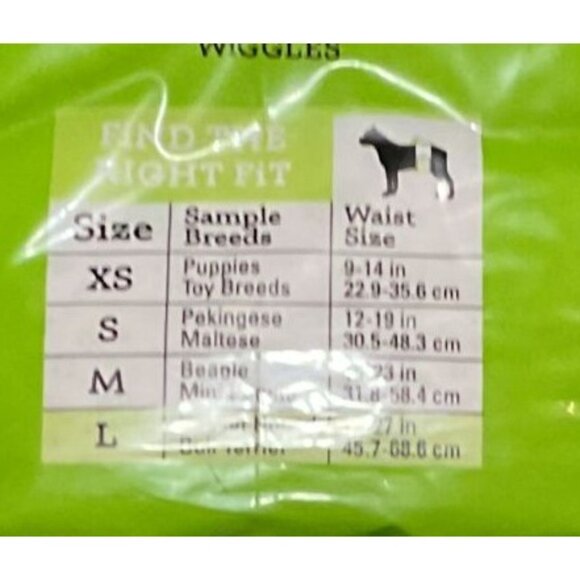 WIGGLES
FIND THE
RIGHT FIT
Size
Sample
Breeds
Waist
Size
XS
Puppies
Toy Breeds
9-14 in
22.9-35.6 cm
S
Pekingese
Maltese
12-19 in
30.5-48.3 cm
M
Beagle
23 in
31.8-58.4 cm
L
27 in
45.7-68.6 cm